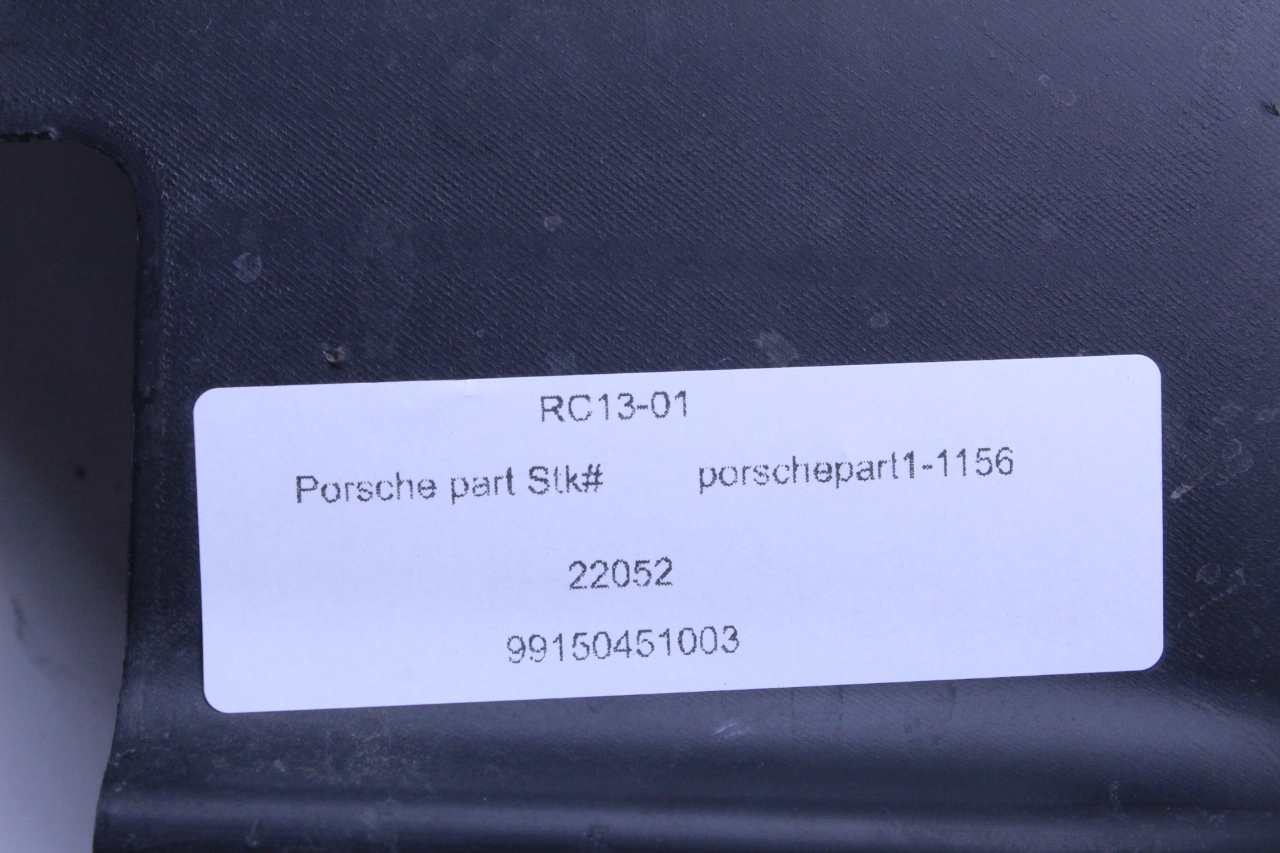 RC13-01
Porsche part Stk# porschepart1-1156
22052
99150451003